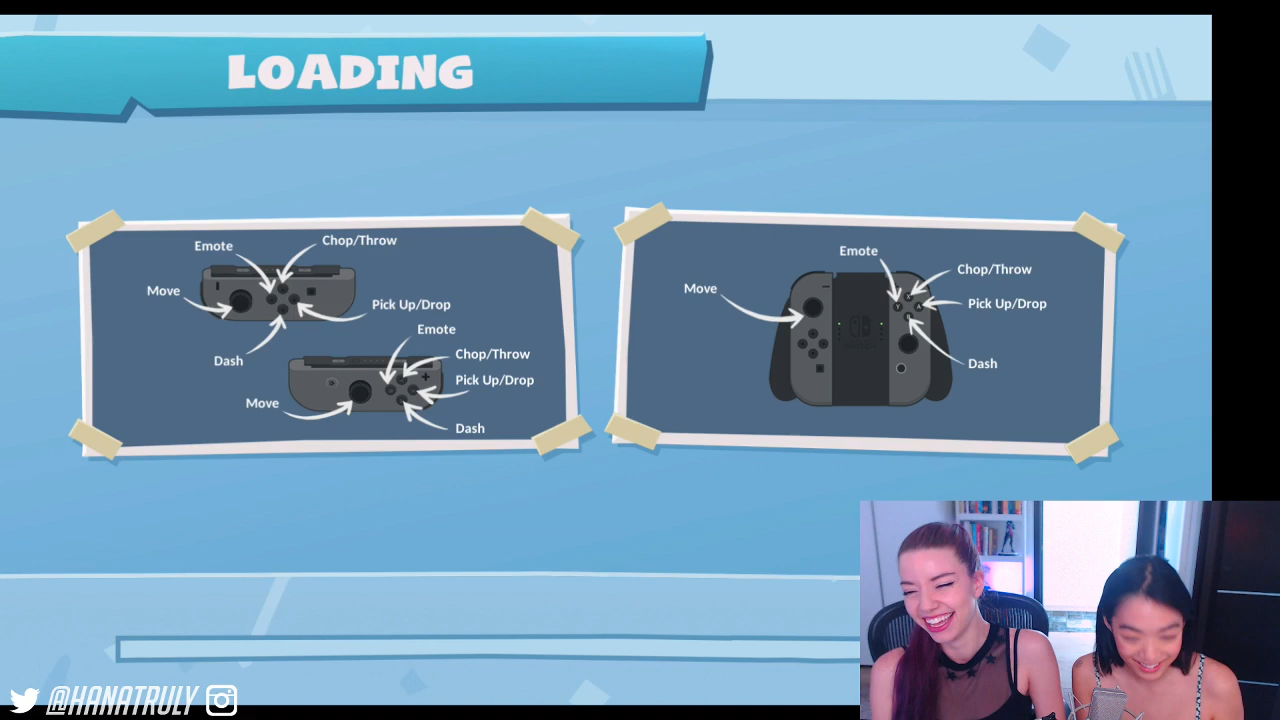 LOADING
Emote
Chop/Throw
Move
Pick Up/Drop
Dash
Emote
Chop/Throw
Pick Up/Drop
Move
Dash
Emote
Chop/Throw
Move
Pick Up/Drop
Dash
@HANATRULY